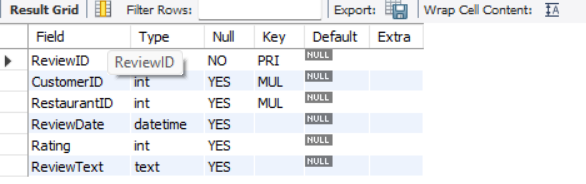 Result Grid Filter Rows: Export: Wrap Cell Content: IA
Field Type Null Key Default Extra
ReviewID ReviewID NO PRI NULL
CustomerID int YES MUL NULL
RestaurantID int YES MUL NULL
ReviewDate datetime YES NULL
Rating int YES NULL
ReviewText text YES NULL